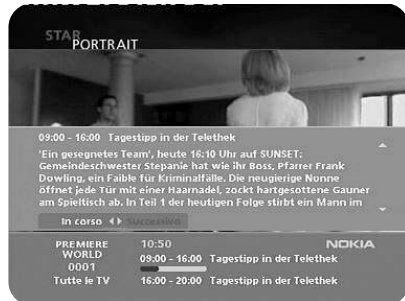 STAR
PORTRAIT
09:00 - 16:00 Tagestipp in der Telethek
'Ein gesegnetes Team', heute 16:10 Uhr auf SUNSET:
Gemeindeschwester Stepanie hat wie ihr Boss, Pfarrer Frank
Dowling, ein Faible für Kriminalfälle. Die neugierige Nonne
öffnet jede Tür mit einer Haarnadel, zockt hartgesottene Gauner
am Spieltisch ab. In Teil 1 der heutigen Folge stirbt ein Mann im
In corso Successivo
PREMIERE WORLD
0001
Tutte le TV
10:50
NOKIA
09:00 - 16:00 Tagestipp in der Telethek
16:00 - 20:00 Tagestipp in der Telethek